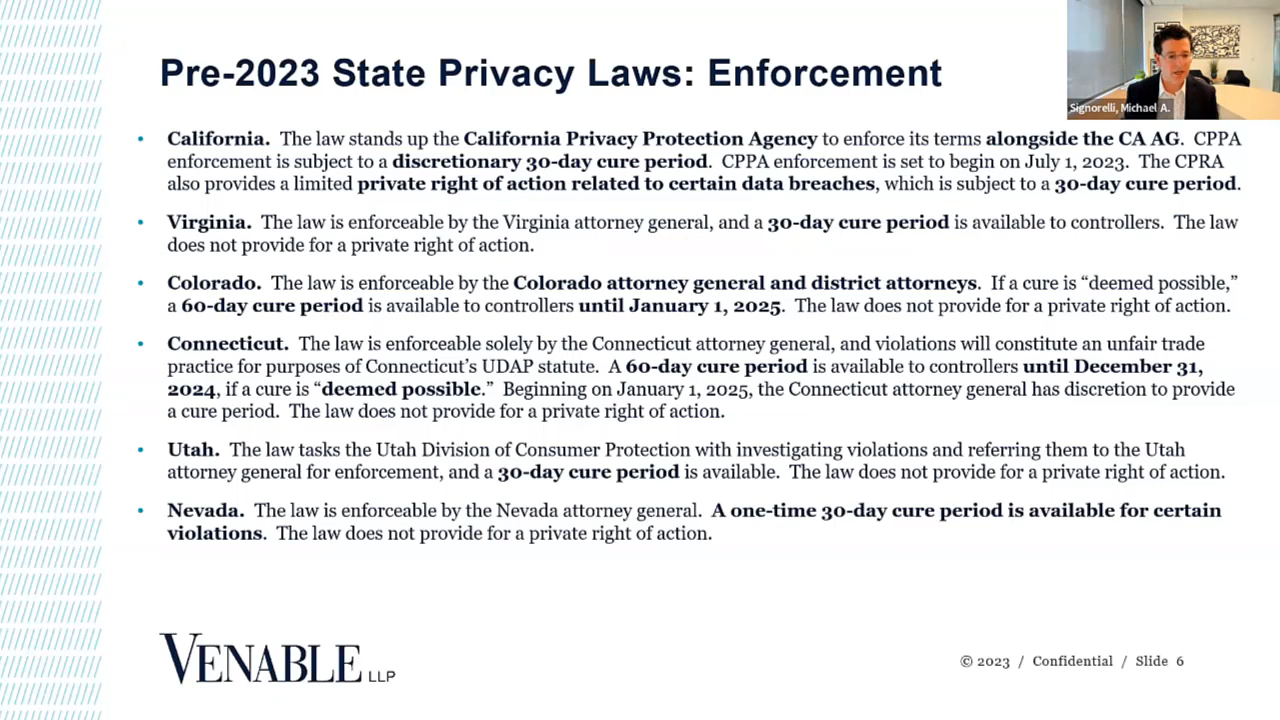 Pre-2023 State Privacy Laws: Enforcement
Signorelli, Michael A.
• California. The law stands up the California Privacy Protection Agency to enforce its terms alongside the CA AG. CPPA
enforcement is subject to a discretionary 30-day cure period. CPPA enforcement is set to begin on July 1, 2023. The CPRA
also provides a limited private right of action related to certain data breaches, which is subject to a 30-day cure period.
• Virginia. The law is enforceable by the Virginia attorney general, and a 30-day cure period is available to controllers. The law
does not provide for a private right of action.
• Colorado. The law is enforceable by the Colorado attorney general and district attorneys. If a cure is “deemed possible,”
a 60-day cure period is available to controllers until January 1, 2025. The law does not provide for a private right of action.
• Connecticut. The law is enforceable solely by the Connecticut attorney general, and violations will constitute an unfair trade
practice for purposes of Connecticut’s UDAP statute. A 60-day cure period is available to controllers until December 31,
2024, if a cure is “deemed possible.” Beginning on January 1, 2025, the Connecticut attorney general has discretion to provide
a cure period. The law does not provide for a private right of action.
• Utah. The law tasks the Utah Division of Consumer Protection with investigating violations and referring them to the Utah
attorney general for enforcement, and a 30-day cure period is available. The law does not provide for a private right of action.
• Nevada. The law is enforceable by the Nevada attorney general. A one-time 30-day cure period is available for certain
violations. The law does not provide for a private right of action.
VENABLE LLP
© 2023 / Confidential / Slide 6